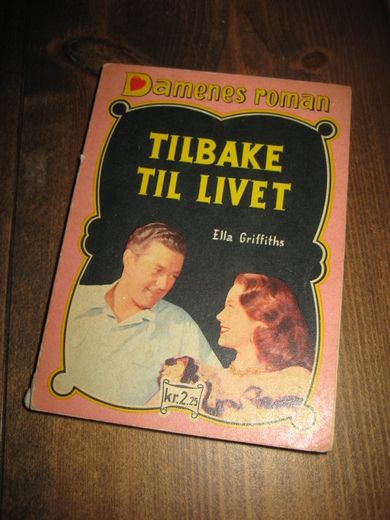 Damenes roman
TILBAKE
TIL LIVET
Ella Griffiths
kr.2.25